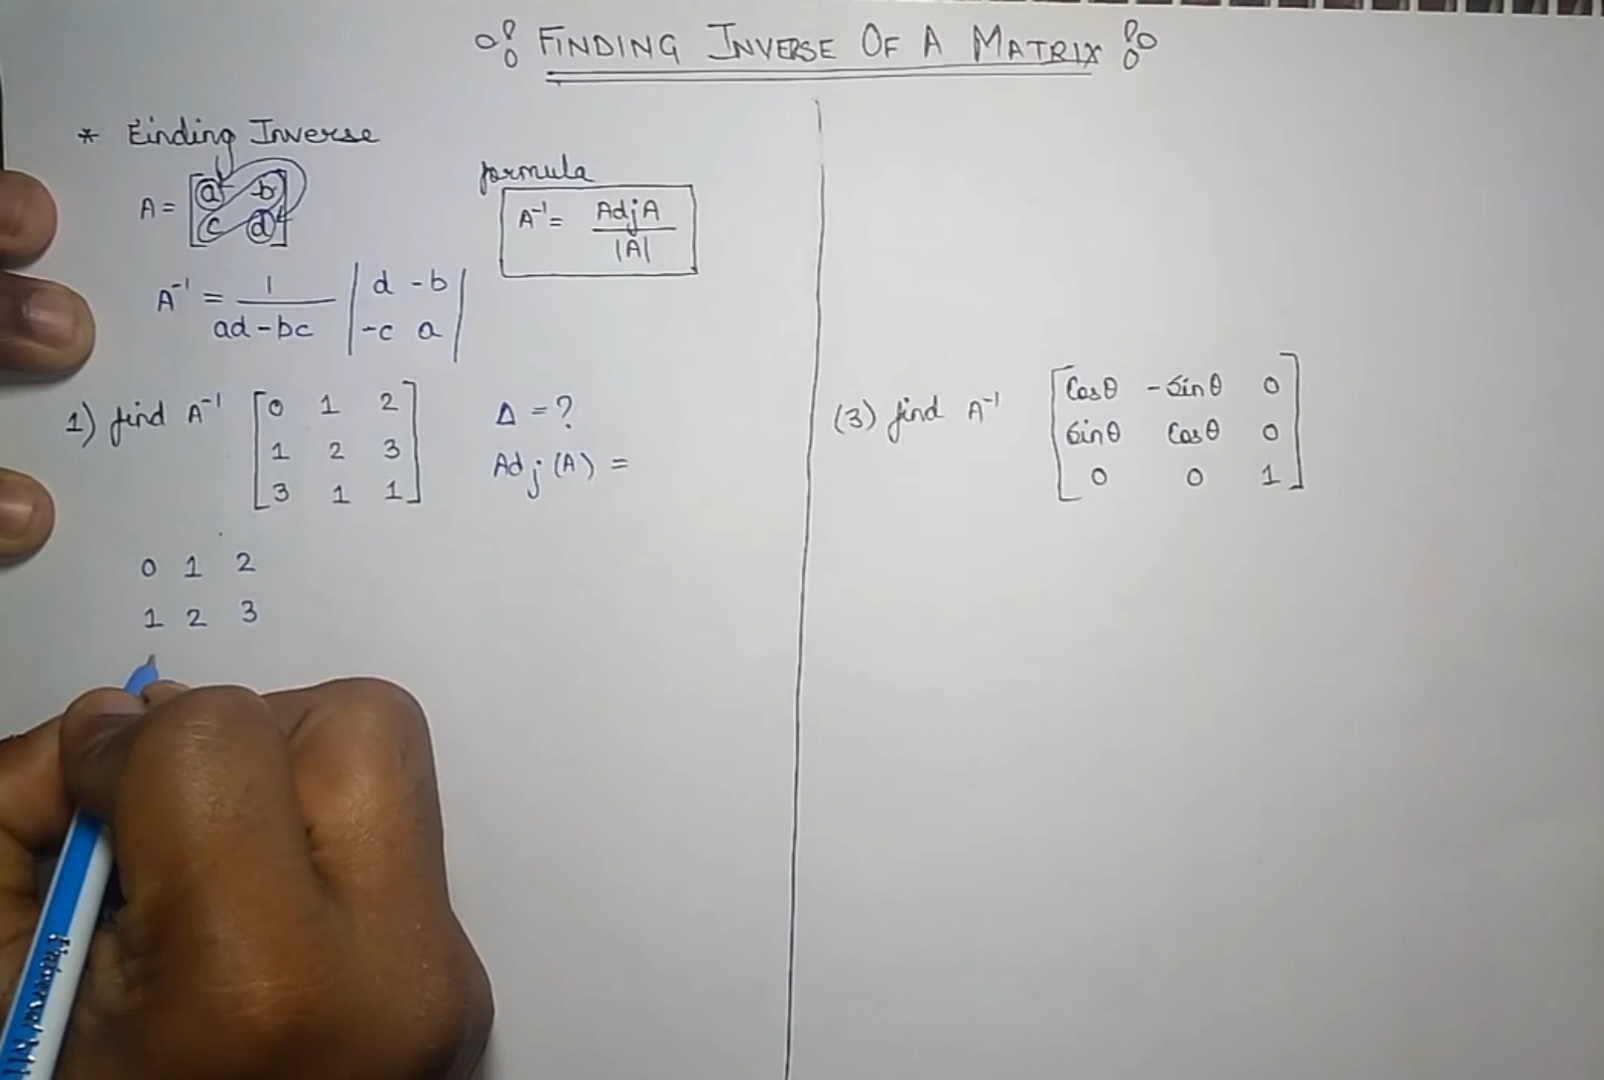 FINDING INVERSE OF A MATRIX
* Einding Inverse
A = [a b
c d]
formula
A⁻¹ = AdjA
|A|
A⁻¹ = 1 | d -b |
ad-bc | -c a |
1) find A⁻¹ [0 1 2
1 2 3
3 1 1]
Δ = ?
Adj(A) =
0 1 2
1 2 3
(3) find A⁻¹ [Cosθ -Sinθ 0
Sinθ Cosθ 0
0 0 1]